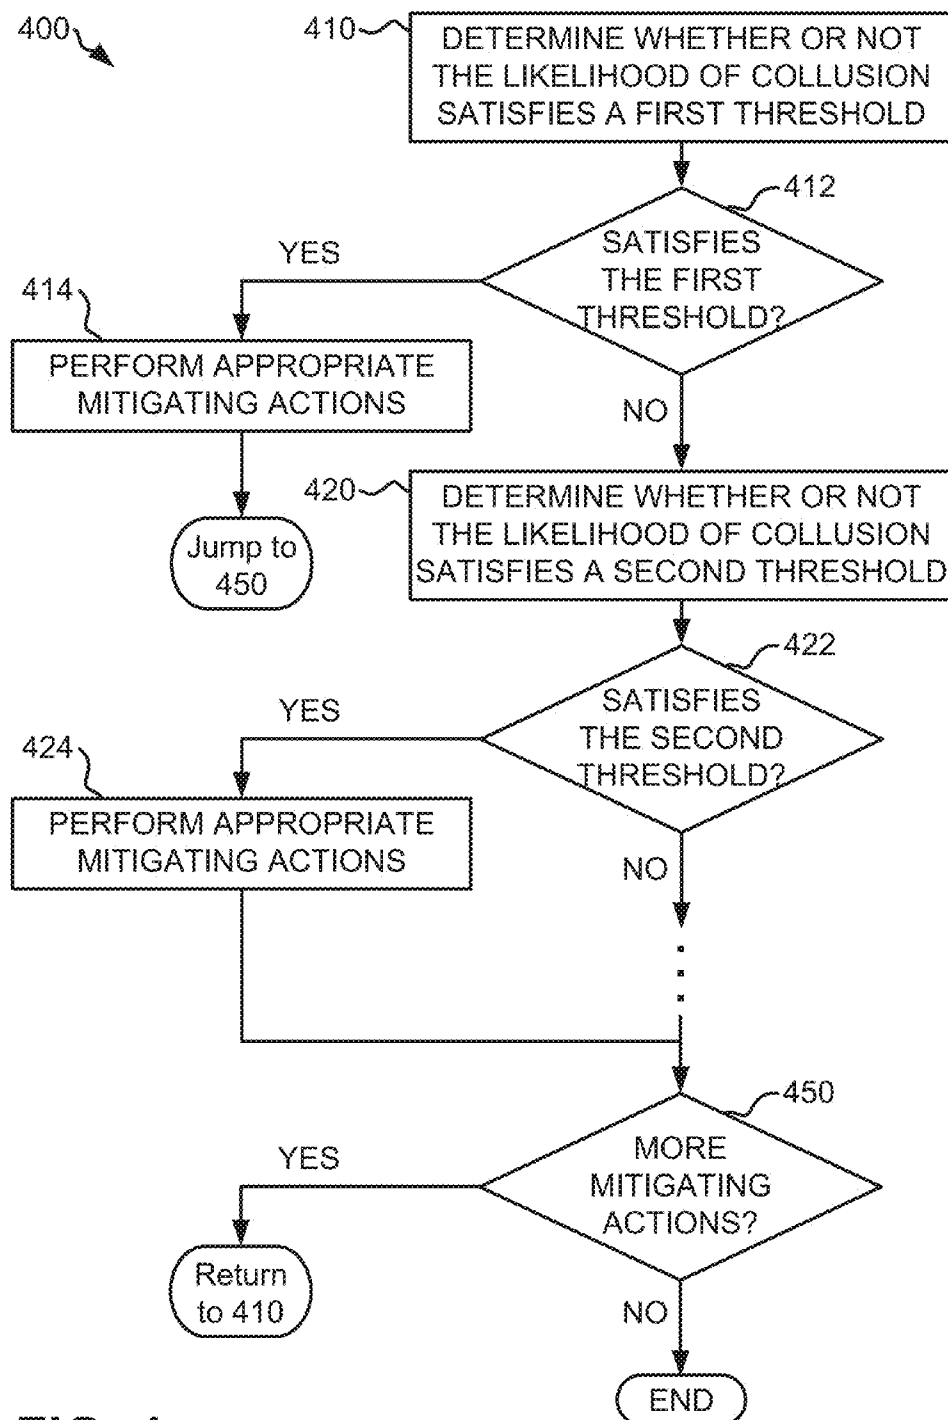 400
410
DETERMINE WHETHER OR NOT
THE LIKELIHOOD OF COLLUSION
SATISFIES A FIRST THRESHOLD
412
SATISFIES
THE FIRST
THRESHOLD?
YES
414
PERFORM APPROPRIATE
MITIGATING ACTIONS
NO
Jump to
450
420
DETERMINE WHETHER OR NOT
THE LIKELIHOOD OF COLLUSION
SATISFIES A SECOND THRESHOLD
422
SATISFIES
THE SECOND
THRESHOLD?
YES
424
PERFORM APPROPRIATE
MITIGATING ACTIONS
NO
450
MORE
MITIGATING
ACTIONS?
YES
Return
to 410
NO
END